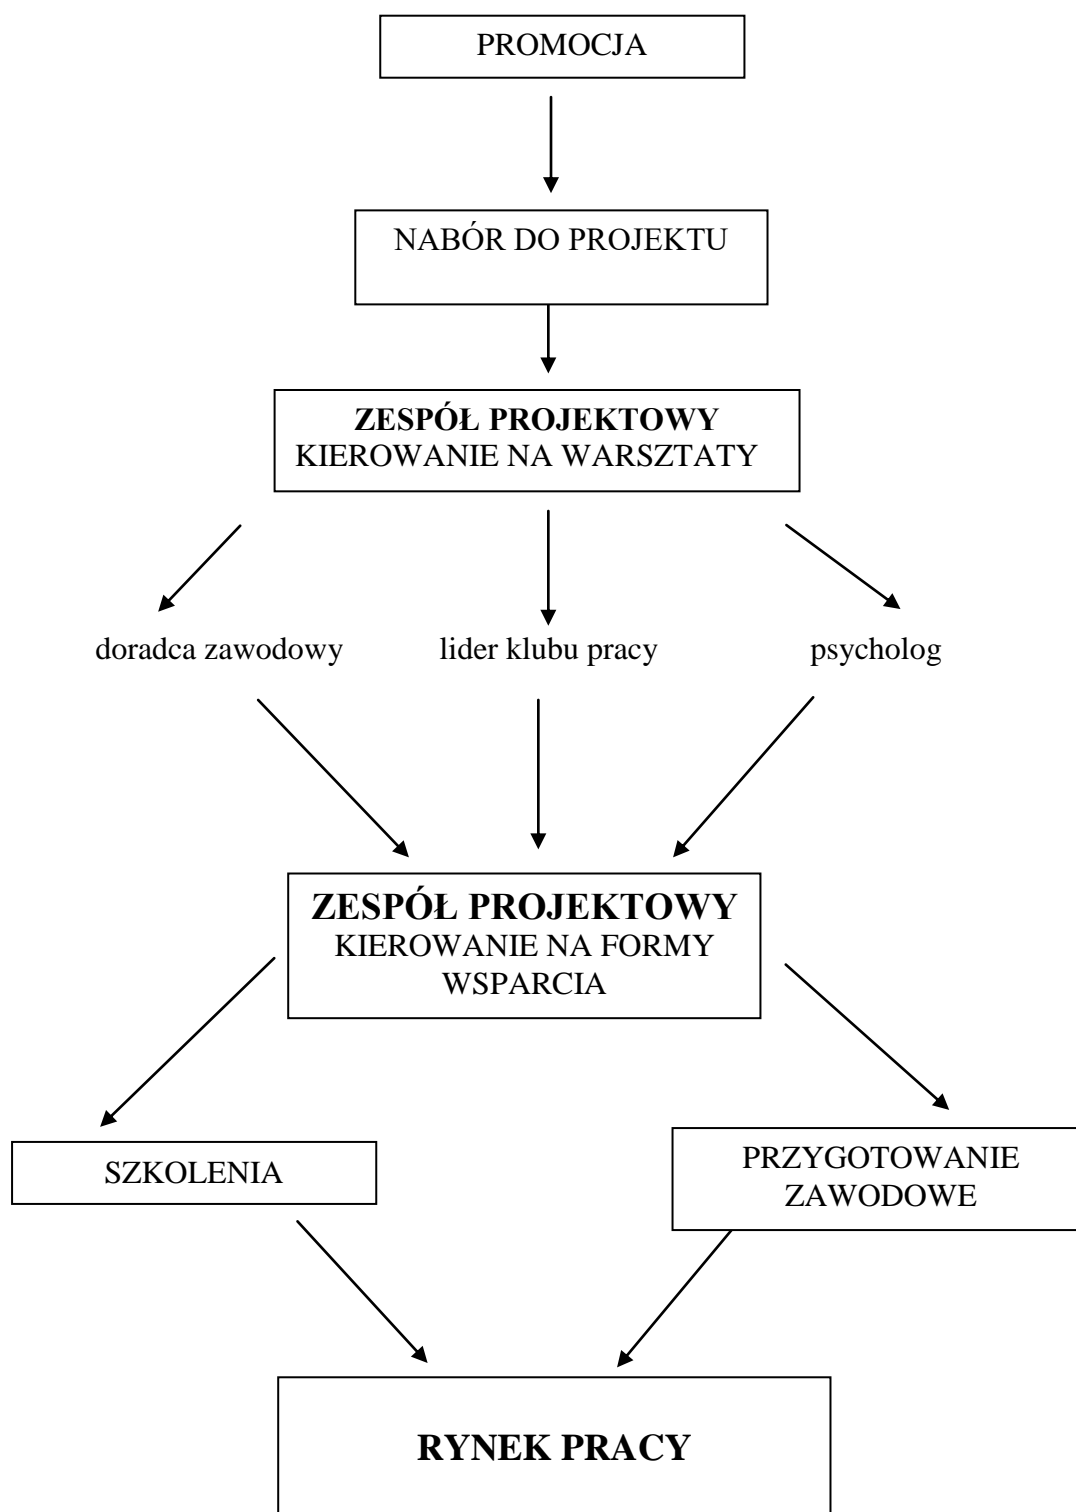 PROMOCJA
NABÓR DO PROJEKTU
ZESPÓŁ PROJEKTOWY
KIEROWANIE NA WARSZTATY
doradca zawodowy
lider klubu pracy
psycholog
ZESPÓŁ PROJEKTOWY
KIEROWANIE NA FORMY
WSPARCIA
SZKOLENIA
PRZYGOTOWANIE
ZAWODOWE
RYNEK PRACY